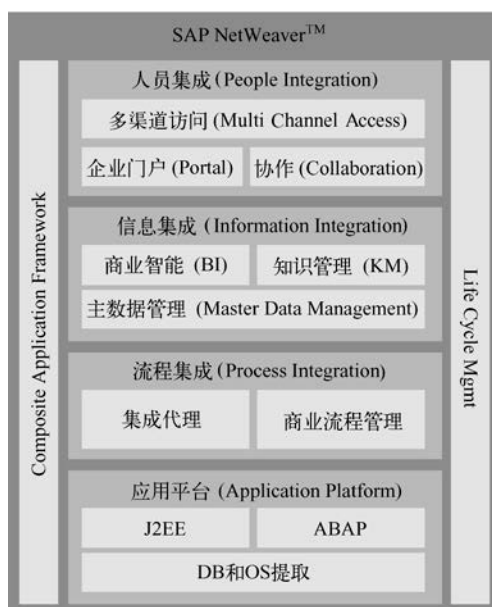 SAP NetWeaver™
Composite Application Framework
人员集成 (People Integration)
多渠道访问 (Multi Channel Access)
企业门户 (Portal)
协作 (Collaboration)
信息集成 (Information Integration)
商业智能 (BI)
知识管理 (KM)
主数据管理 (Master Data Management)
流程集成 (Process Integration)
集成代理
商业流程管理
应用平台 (Application Platform)
J2EE
ABAP
DB和OS提取
Life Cycle Mgmt